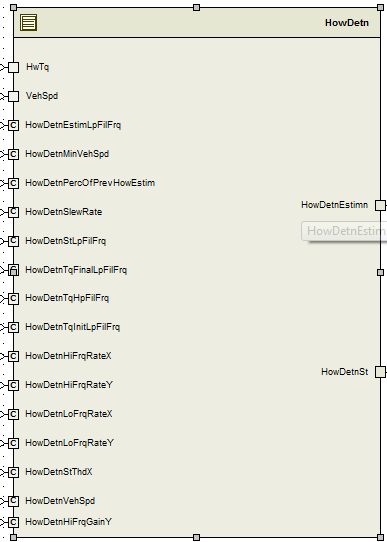 HowDetn
HwTq
VehSpd
C HowDetnEstimLpFilFrq
C HowDetnMinVehSpd
C HowDetnPercOfPrevHowEstim
C HowDetnSlewRate
HowDetnEstimn
C HowDetnStLpFilFrq
HowDetnEstim
HowDetnTqFinalLpFilFrq
C HowDetnTqHpFilFrq
C HowDetnTqInitLpFilFrq
C HowDetnHiFrqRateX
HowDetnSt
C HowDetnHiFrqRateY
C HowDetnLoFrqRateX
C HowDetnLoFrqRateY
C HowDetnStThdX
C HowDetnVehSpd
C HowDetnHiFrqGainY